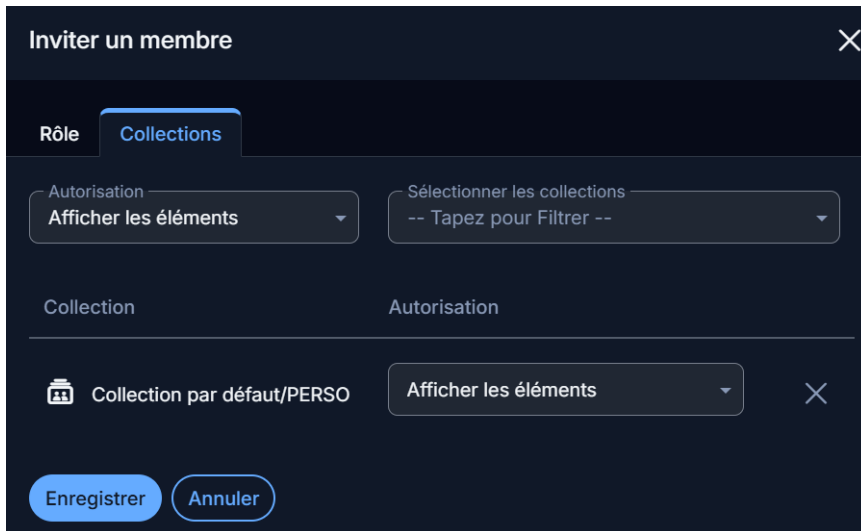 Inviter un membre
Rôle
Collections
Autorisation
Afficher les éléments
Sélectionner les collections
-- Tapez pour Filtrer --
Collection
Autorisation
Collection par défaut/PERSO
Afficher les éléments
Enregistrer
Annuler